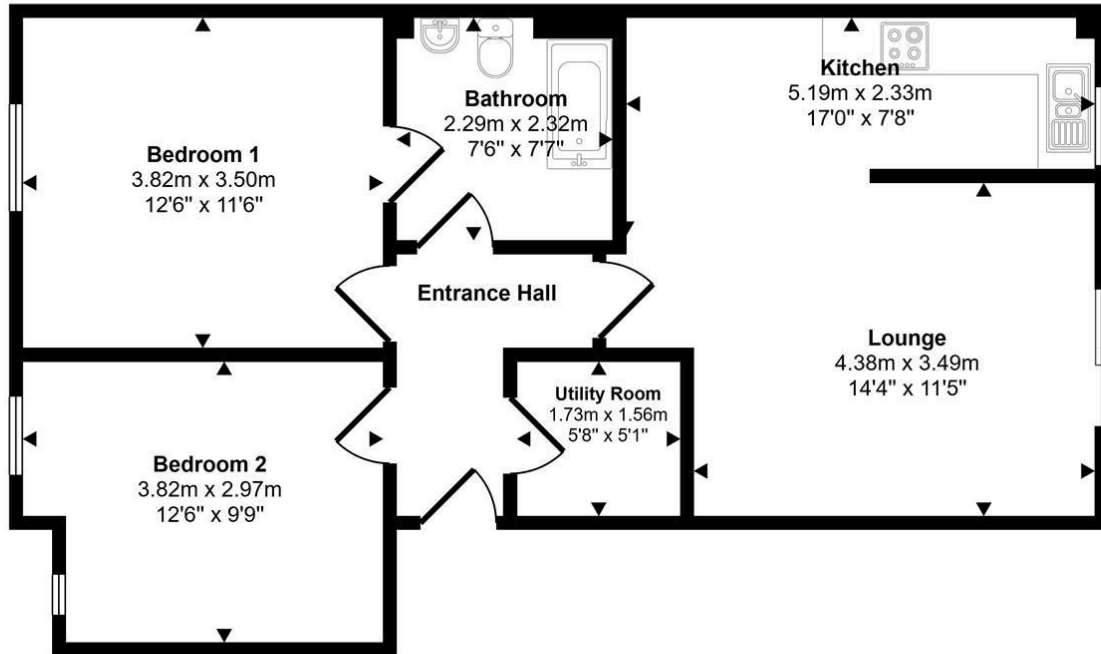 Bedroom 1
3.82m x 3.50m
12'6" x 11'6"
Bathroom
2.29m x 2.32m
7'6" x 7'7"
Kitchen
5.19m x 2.33m
17'0" x 7'8"
Entrance Hall
Lounge
4.38m x 3.49m
14'4" x 11'5"
Utility Room
1.73m x 1.56m
5'8" x 5'1"
Bedroom 2
3.82m x 2.97m
12'6" x 9'9"